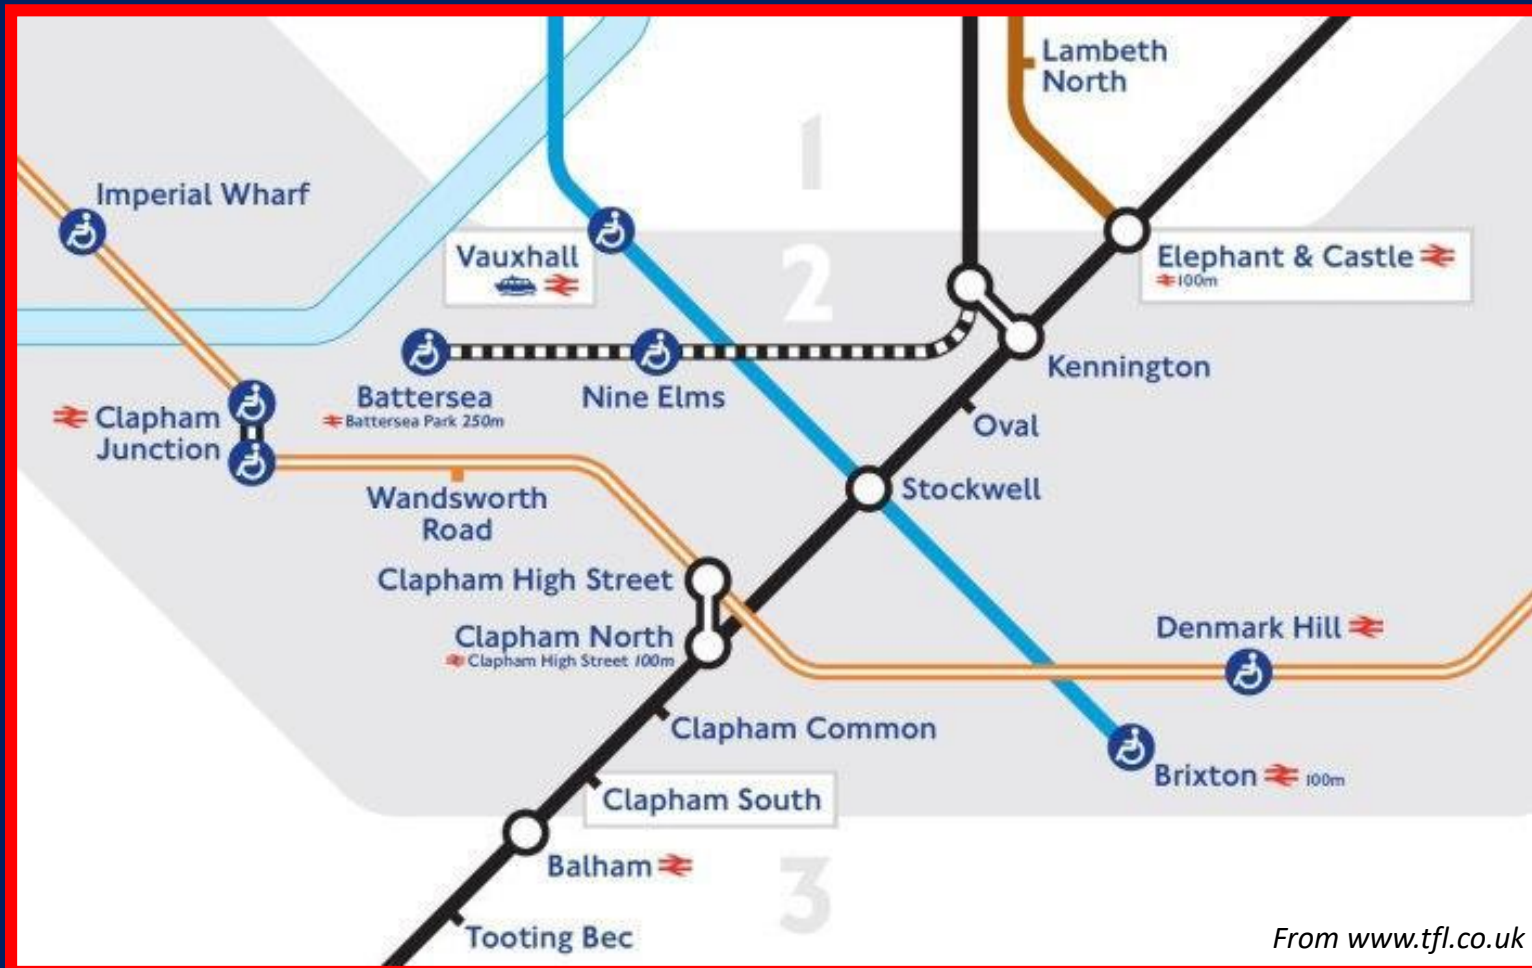 Lambeth
North
1
Imperial Wharf
Vauxhall
2
Elephant & Castle
100m
Kennington
Battersea
Battersea Park 250m
Nine Elms
Clapham
Junction
Oval
Stockwell
Wandsworth
Road
Clapham High Street
Clapham North
Clapham High Street 100m
Denmark Hill
Clapham Common
Brixton
100m
Clapham South
Balham
3
Tooting Bec
From www.tfl.co.uk